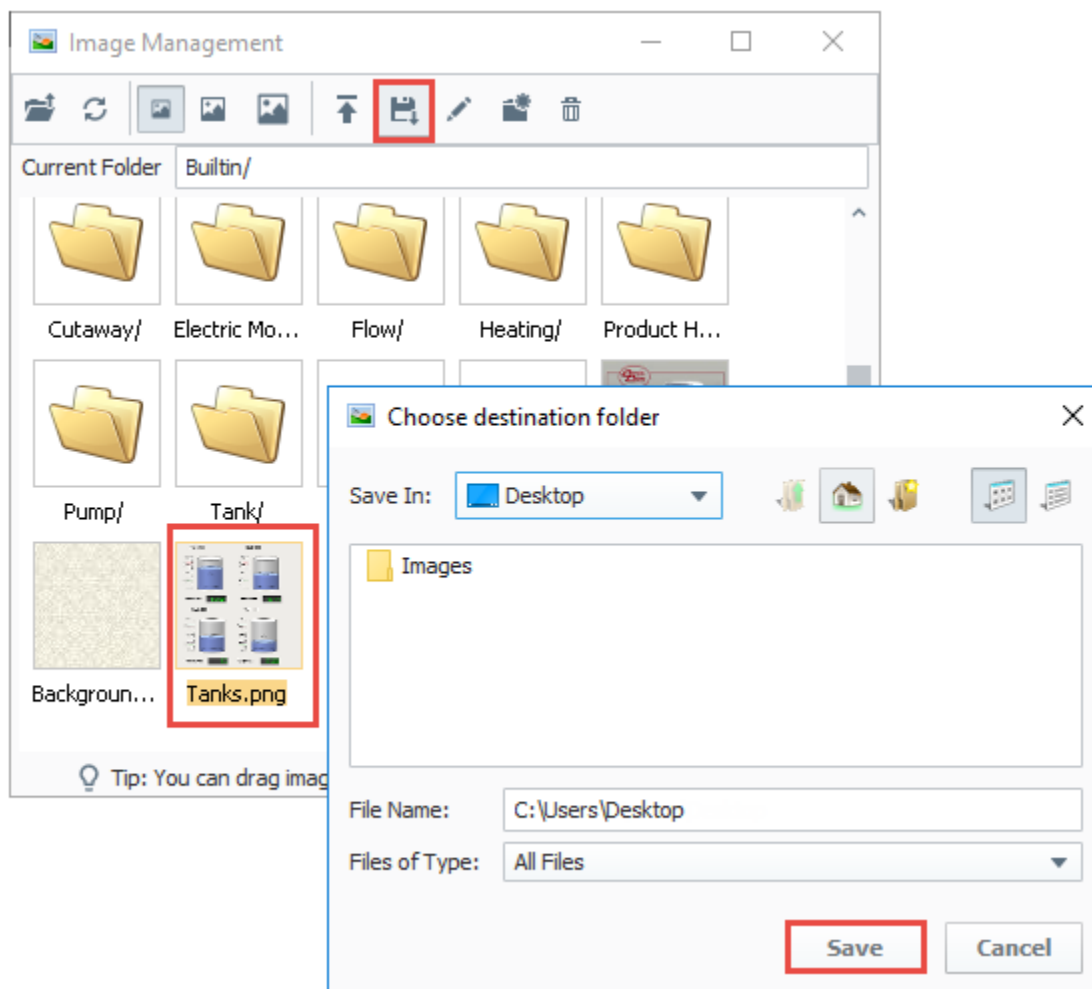 Image Management
Current Folder Builtin/
Cutaway/ Electric Mo... Flow/ Heating/ Product H...
Pump/ Tank/
Backgroun... Tanks.png
Tip: You can drag imag
Choose destination folder
Save In: Desktop
Images
File Name: C:\Users\Desktop
Files of Type: All Files
Save Cancel